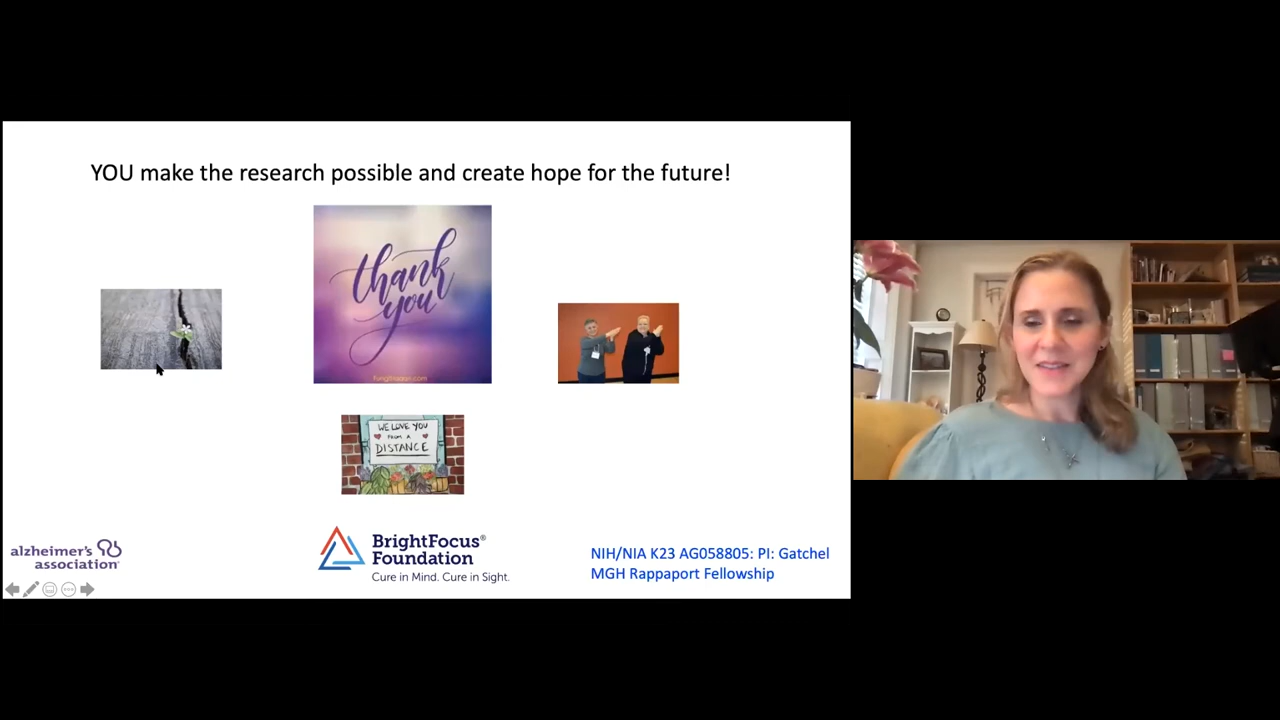 YOU make the research possible and create hope for the future!
thank
you
WE LOVE YOU
FROM A
DISTANCE
alzheimer's
association®
BrightFocus®
Foundation
Cure in Mind. Cure in Sight.
NIH/NIA K23 AG058805: PI: Gatchel
MGH Rappaport Fellowship